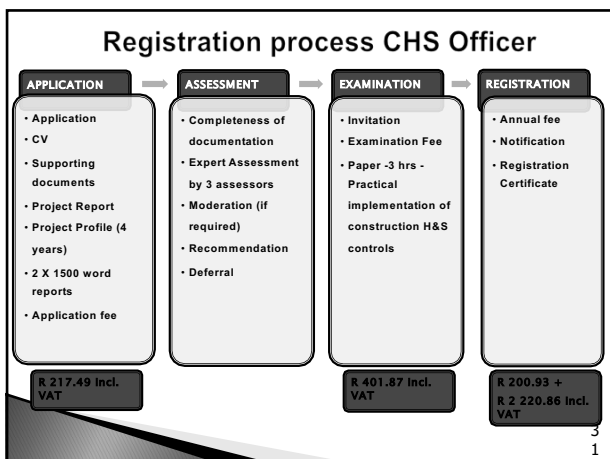 Registration process CHS Officer
APPLICATION
• Application
• CV
• Supporting
documents
• Project Report
• Project Profile (4
years)
• 2 X 1500 word
reports
• Application fee
R 217.49 Incl.
VAT
ASSESSMENT
• Completeness of
documentation
• Expert Assessment
by 3 assessors
• Moderation (if
required)
• Recommendation
• Deferral
EXAMINATION
• Invitation
• Examination Fee
• Paper -3 hrs -
Practical
implementation of
construction H&S
controls
R 401.87 Incl.
VAT
REGISTRATION
• Annual fee
• Notification
• Registration
Certificate
R 200.93 +
R 2 220.86 Incl.
VAT
3
1